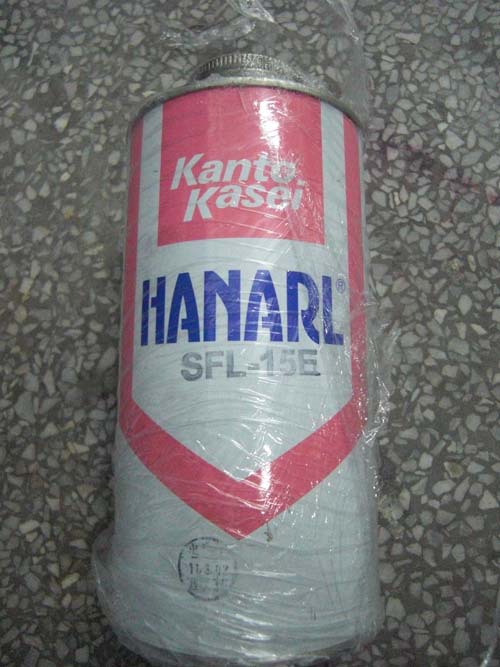 Kanto
Kasei
HANARL®
SFL-15E